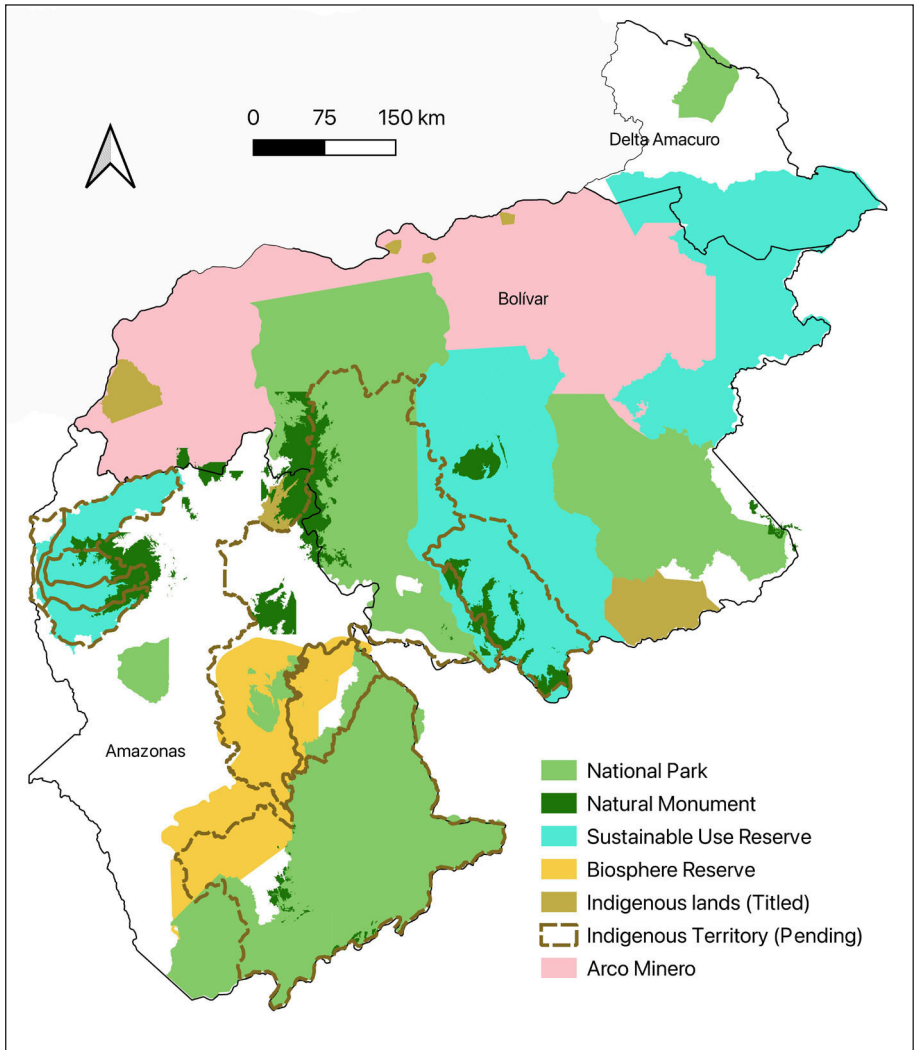 0 75 150 km
Delta Amacuro
Bolívar
Amazonas
National Park
Natural Monument
Sustainable Use Reserve
Biosphere Reserve
Indigenous lands (Titled)
Indigenous Territory (Pending)
Arco Minero